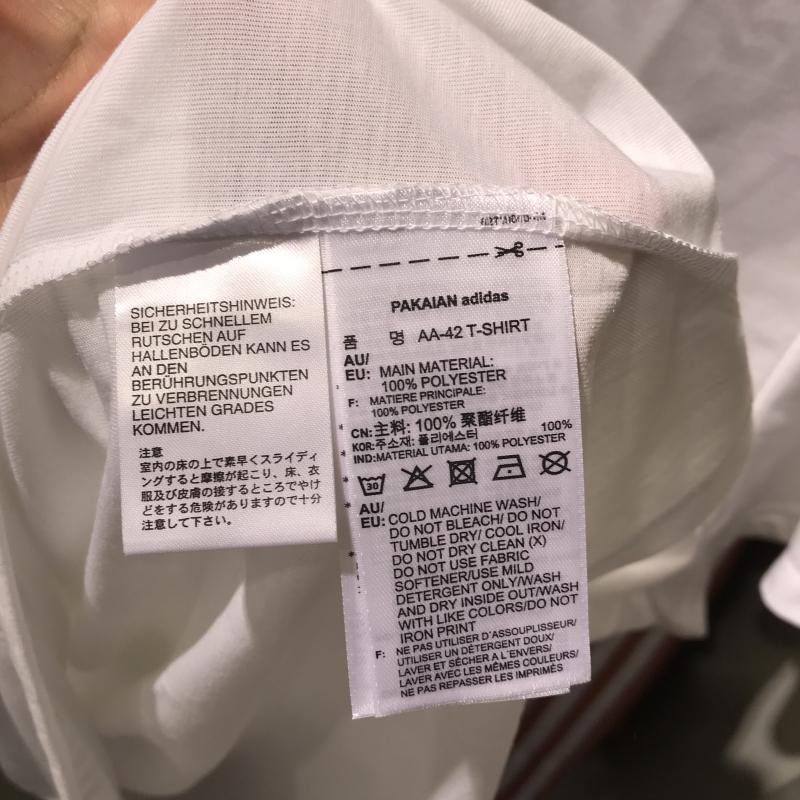 SICHERHEITSHINWEIS:
BEI ZU SCHNELLEM
RUTSCHEN AUF
HALLENBÖDEN KANN ES
AN DEN
BERÜHRUNGSPUNKTEN
ZU VERBRENNUNGEN
LEICHTEN GRADES
KOMMEN.
注意
室内の床の上で素早くスライディ
ングすると摩擦が起こり、床、衣
服及び皮膚の接するところでやけ
どをする危険がありますので十分
注意して下さい。
PAKAIAN adidas
품 명 AA-42 T-SHIRT
AU/
EU: MAIN MATERIAL:
100% POLYESTER
F: MATIERE PRINCIPALE:
100% POLYESTER
CN:主料: 100% 聚酯纤维
KOR:주소재: 폴리에스터 100%
IND:MATERIAL UTAMA: 100% POLYESTER
30
AU/
EU: COLD MACHINE WASH/
DO NOT BLEACH/ DO NOT
TUMBLE DRY/ COOL IRON/
DO NOT DRY CLEAN (X)
DO NOT USE FABRIC
SOFTENER/USE MILD
DETERGENT ONLY/WASH
AND DRY INSIDE OUT/WASH
WITH LIKE COLORS/DO NOT
IRON PRINT
F: NE PAS UTILISER D'ASSOUPLISSEUR/
UTILISER UN DÉTERGENT DOUX/
LAVER ET SÉCHER A L'ENVERS/
LAVER AVEC LES MÊMES COULEURS/
NE PAS REPASSER LES IMPRIMÉS